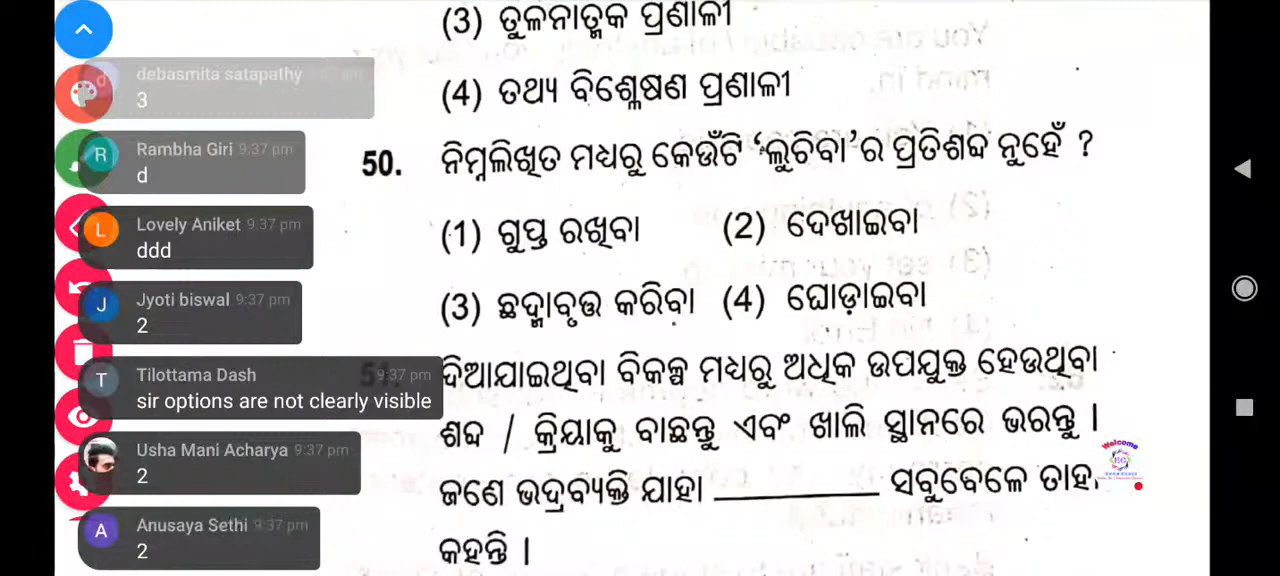 (3) ତୁଳନାତ୍ମକ ପ୍ରଣାଳୀ
(4) ତଥ୍ୟ ବିଶ୍ଳେଷଣ ପ୍ରଣାଳୀ
50. ନିମ୍ନଲିଖିତ ମଧ୍ୟରୁ କେଉଁଟି ‘ଲୁଚିବା’ର ପ୍ରତିଶବ୍ଦ ନୁହେଁ ?
(1) ଗୁପ୍ତ ରଖିବା (2) ଦେଖାଇବା
(3) ଛଦ୍ମାବୃତ୍ତ କରିବା (4) ଘୋଡ଼ାଇବା
51. ଦିଆଯାଇଥିବା ବିକଳ୍ପ ମଧ୍ୟରୁ ଅଧିକ ଉପଯୁକ୍ତ ହେଉଥିବା
ଶବ୍ଦ / କ୍ରିୟାକୁ ବାଛନ୍ତୁ ଏବଂ ଖାଲି ସ୍ଥାନରେ ଭରନ୍ତୁ ।
ଜଣେ ଭଦ୍ରବ୍ୟକ୍ତି ଯାହା ________ ସବୁବେଳେ ତାହା
କହନ୍ତି ।
debasmita satapathy
3
Rambha Giri 9:37 pm
d
Lovely Aniket 9:37 pm
ddd
Jyoti biswal 9:37 pm
2
Tilottama Dash 9:37 pm
sir options are not clearly visible
Usha Mani Acharya 9:37 pm
2
Anusaya Sethi 9:37 pm
2
Welcome